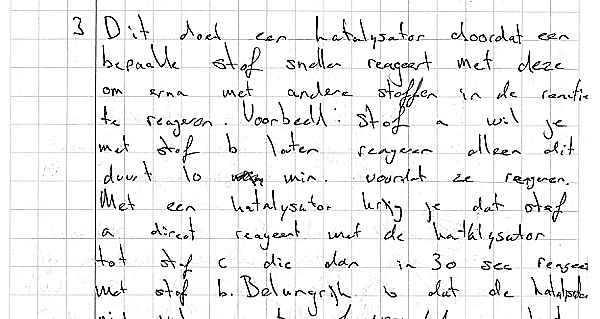 3 Dit doet een katalysator doordat een
bepaalde stof sneller reageert met deze
om erna met andere stoffen in de reactie
te reageren. Voorbeeld: Stof a wil je
met stof b laten reageren alleen dit
duurt 10 min. voordat ze reageren.
Met een katalysator krijg je dat stof
a direct reageert met de katalysator
tot stof c die dan in 30 sec reageert
met stof b. Belangrijk is dat de katalysator